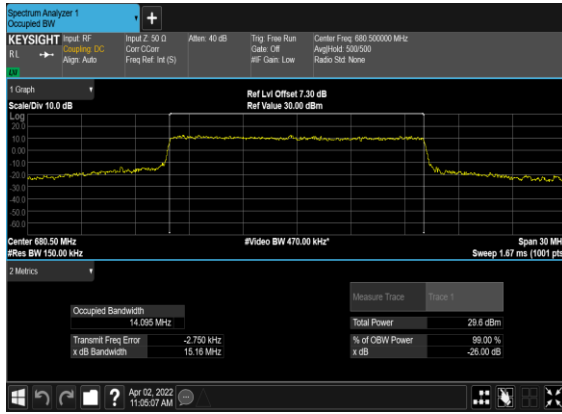 Spectrum Analyzer 1
Occupied BW
+
KEYSIGHT Input: RF Input Z: 50 Ω Atten: 40 dB Trig: Free Run Center Freq: 680.500000 MHz
RL Coupling: DC Corr CCorr Gate: Off Avg|Hold: 500/500
Align: Auto Freq Ref: Int (S) #IF Gain: Low Radio Std: None
LXI
1 Graph
Scale/Div 10.0 dB Ref Lvl Offset 7.30 dB
Ref Value 30.00 dBm
Log
20.0
10.0
0.00
-10.0
-20.0
-30.0
-40.0
-50.0
-60.0
Center 680.50 MHz #Video BW 470.00 kHz* Span 30 MH
#Res BW 150.00 kHz Sweep 1.67 ms (1001 pts
2 Metrics
Measure Trace Trace 1
Occupied Bandwidth
14.095 MHz Total Power 29.6 dBm
Transmit Freq Error -2.750 kHz % of OBW Power 99.00 %
x dB Bandwidth 15.16 MHz x dB -26.00 dB
? Apr 02, 2022
11:05:07 AM